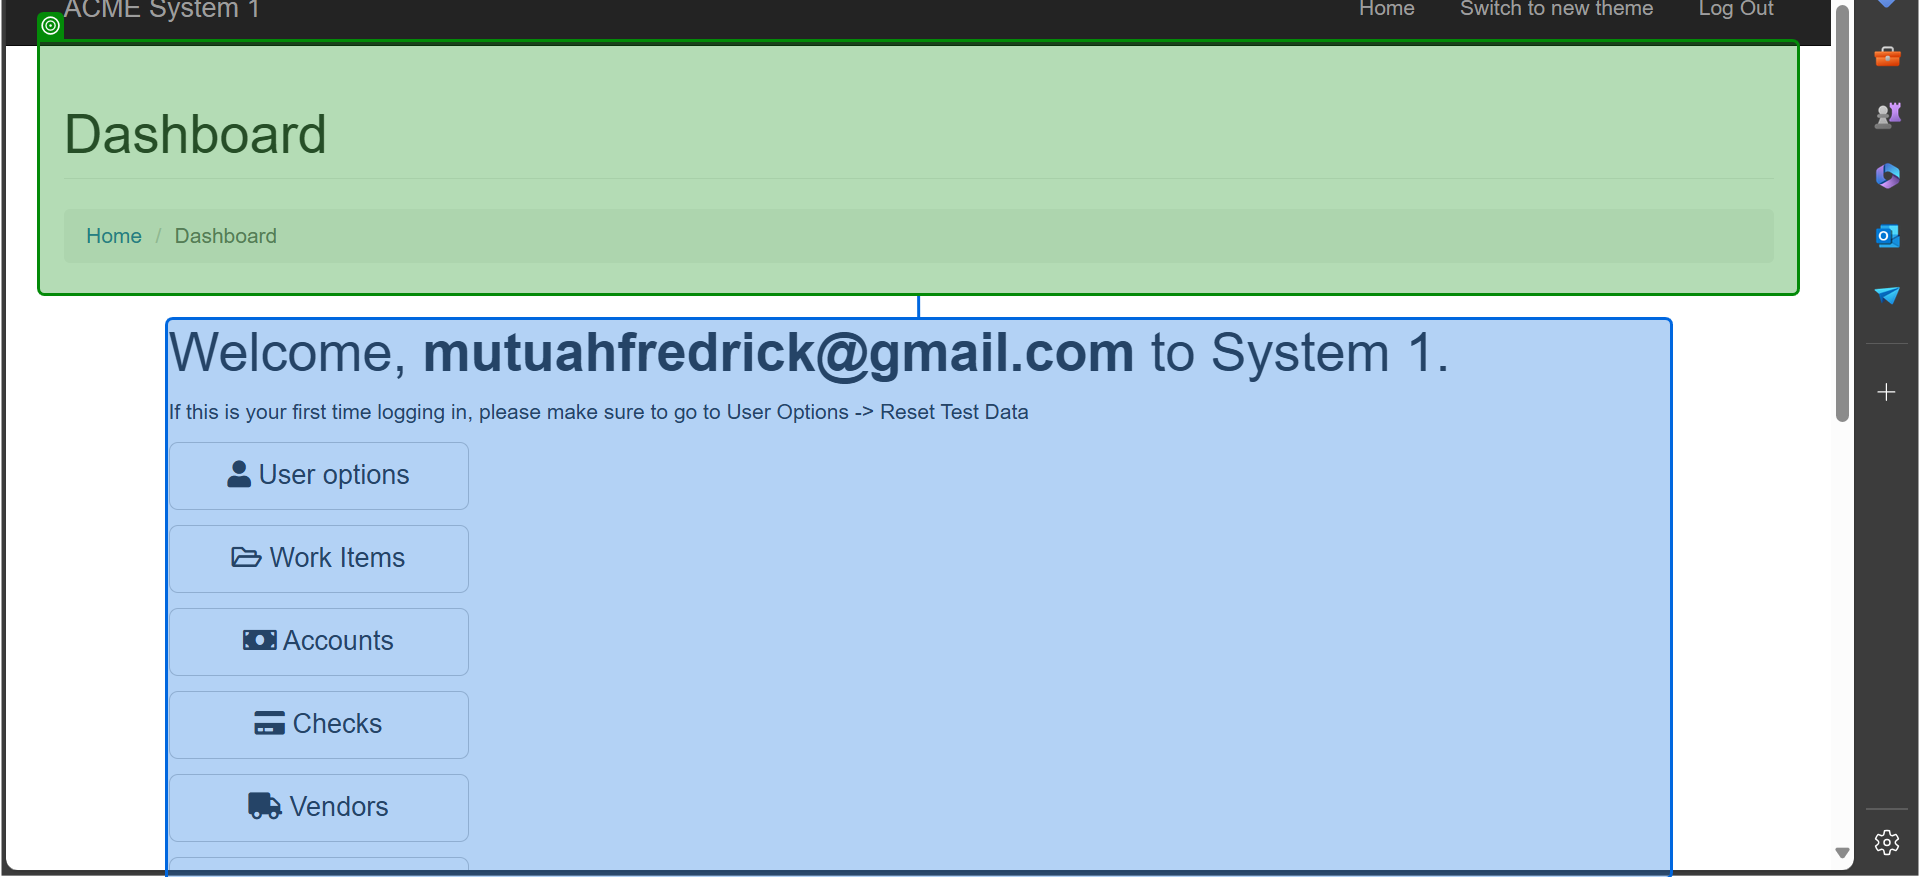 ACME System 1
Home Switch to new theme Log Out
Dashboard
Home / Dashboard
Welcome, mutuahfredrick@gmail.com to System 1.
If this is your first time logging in, please make sure to go to User Options -> Reset Test Data
User options
Work Items
Accounts
Checks
Vendors